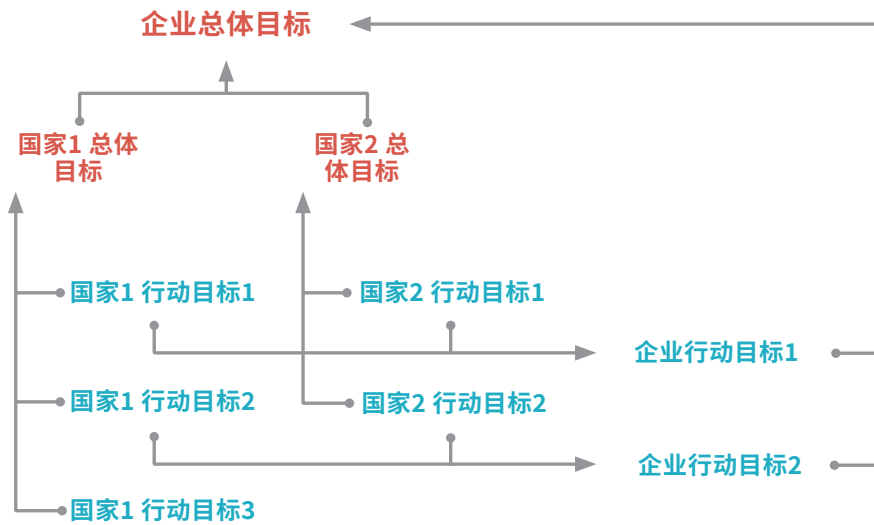 企业总体目标
国家1 总体
目标
国家2 总
体目标
国家1 行动目标1
国家2 行动目标1
企业行动目标1
国家1 行动目标2
国家2 行动目标2
企业行动目标2
国家1 行动目标3